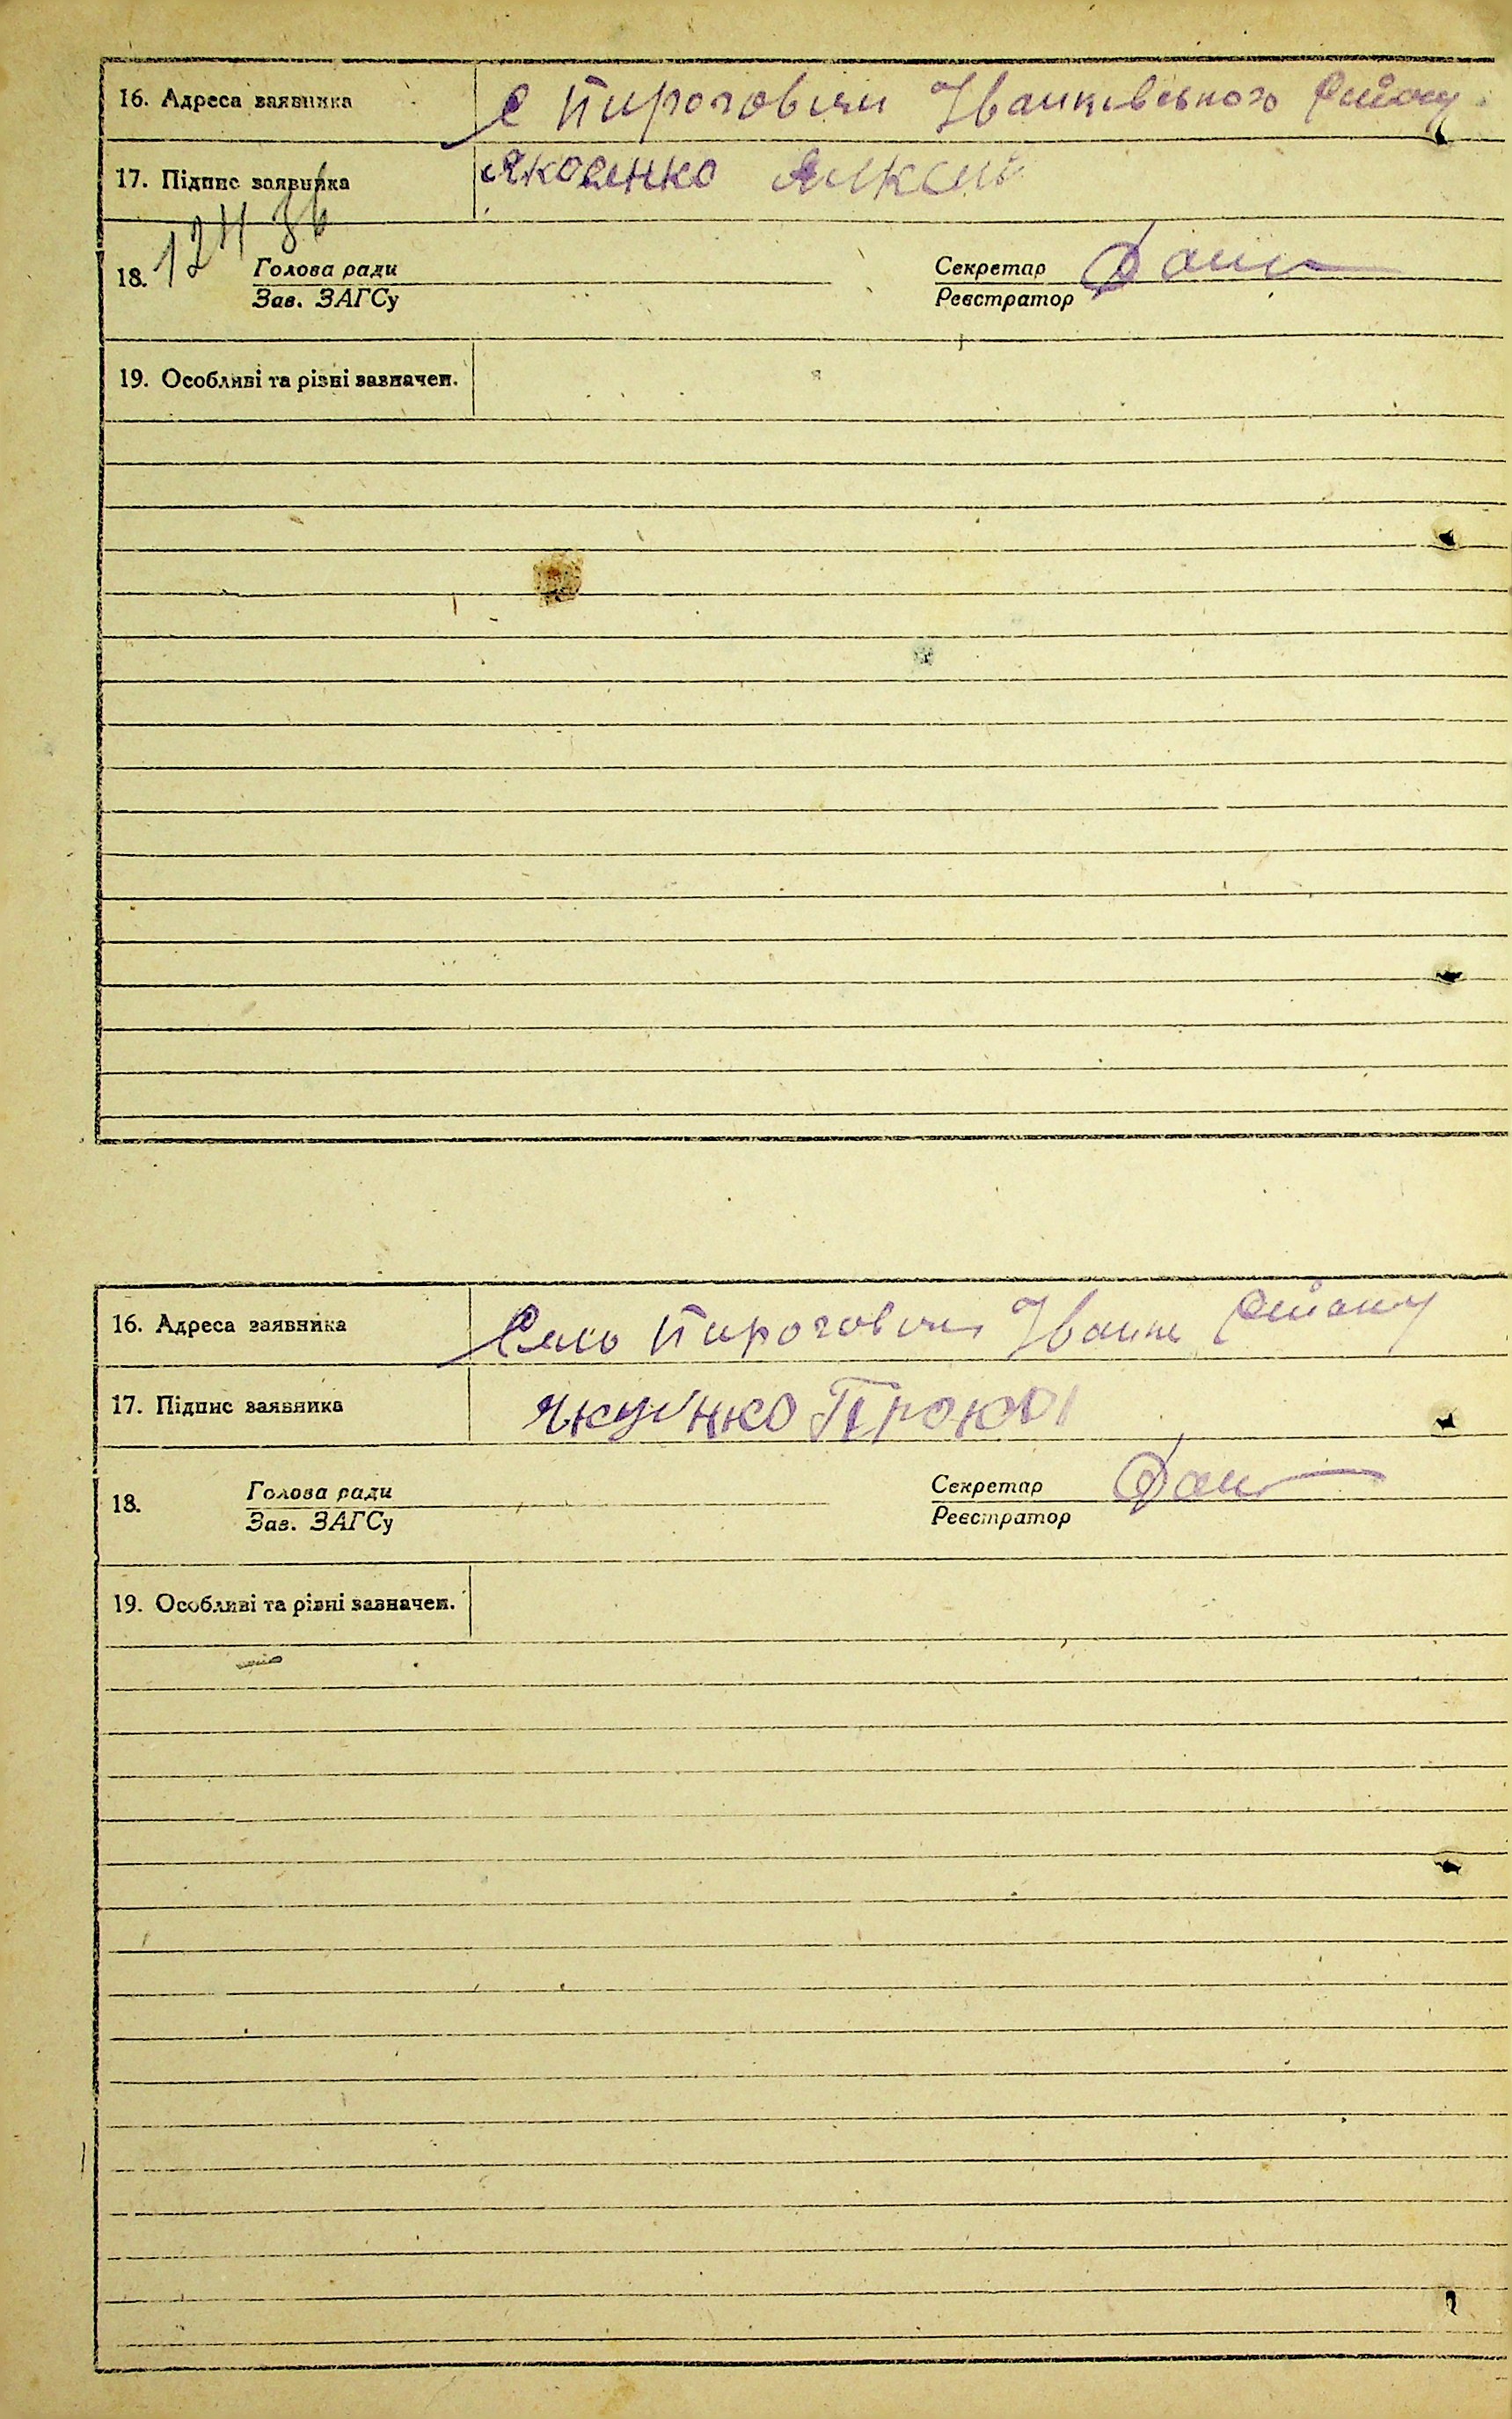 16. Адреса заявника С Пироговичи Іванківського Району
17. Підпис заявника Яковенко Алксей
18. Голова ради Секретар
Зав. ЗАГСу Реєстратор
19. Особливі та різні зазначен.
16. Адреса заявника Село Пироговичи Іванк Району
17. Підпис заявника
18. Голова ради Секретар
Зав. ЗАГСу Реєстратор
19. Особливі та різні зазначен.